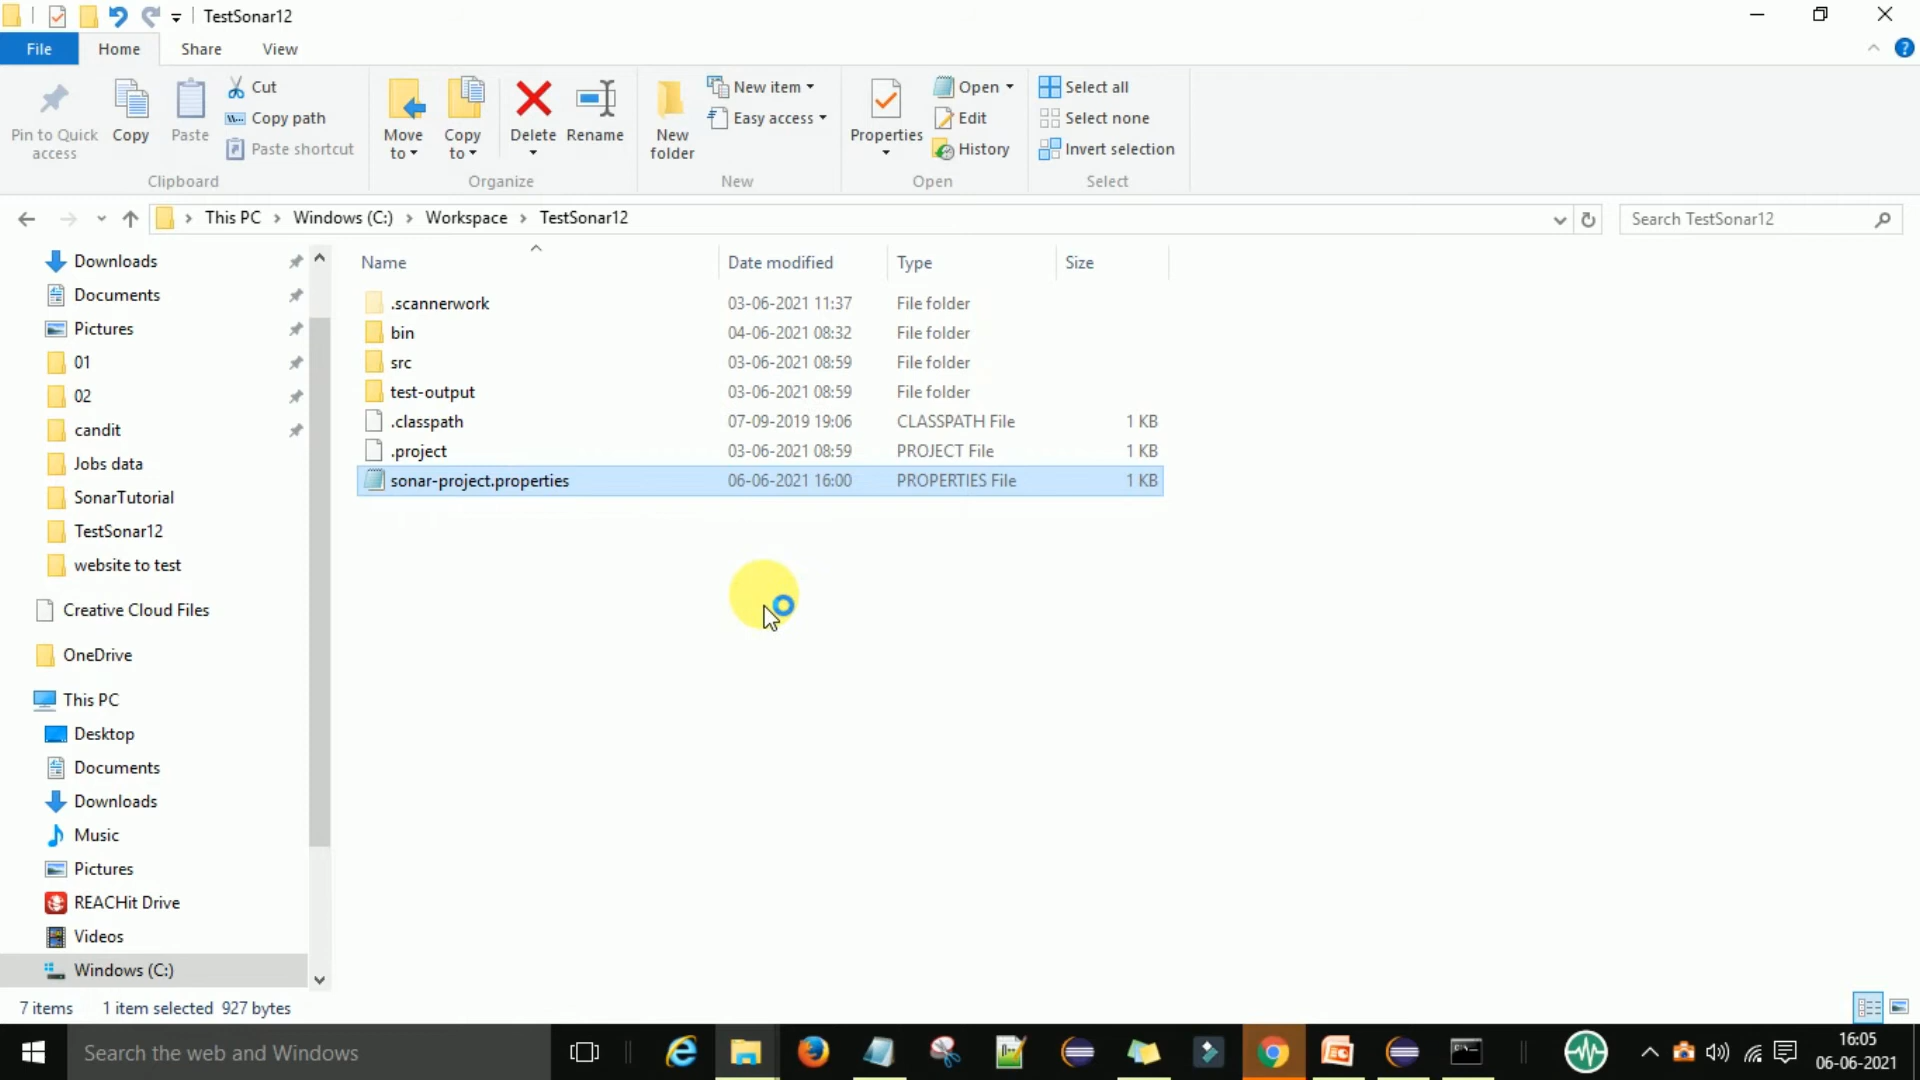 TestSonar12
File Home Share View
Pin to Quick access
Copy
Paste
Cut
Copy path
Paste shortcut
Clipboard
Move to
Copy to
Delete
Rename
Organize
New folder
New item
Easy access
New
Properties
Open
Edit
History
Open
Select all
Select none
Invert selection
Select
This PC > Windows (C:) > Workspace > TestSonar12
Search TestSonar12
Downloads
Documents
Pictures
01
02
candit
Jobs data
SonarTutorial
TestSonar12
website to test
Creative Cloud Files
OneDrive
This PC
Desktop
Documents
Downloads
Music
Pictures
REACHit Drive
Videos
Windows (C:)
Name Date modified Type Size
.scannerwork 03-06-2021 11:37 File folder
bin 04-06-2021 08:32 File folder
src 03-06-2021 08:59 File folder
test-output 03-06-2021 08:59 File folder
.classpath 07-09-2019 19:06 CLASSPATH File 1 KB
.project 03-06-2021 08:59 PROJECT File 1 KB
sonar-project.properties 06-06-2021 16:00 PROPERTIES File 1 KB
7 items 1 item selected 927 bytes
Search the web and Windows
16:05
06-06-2021